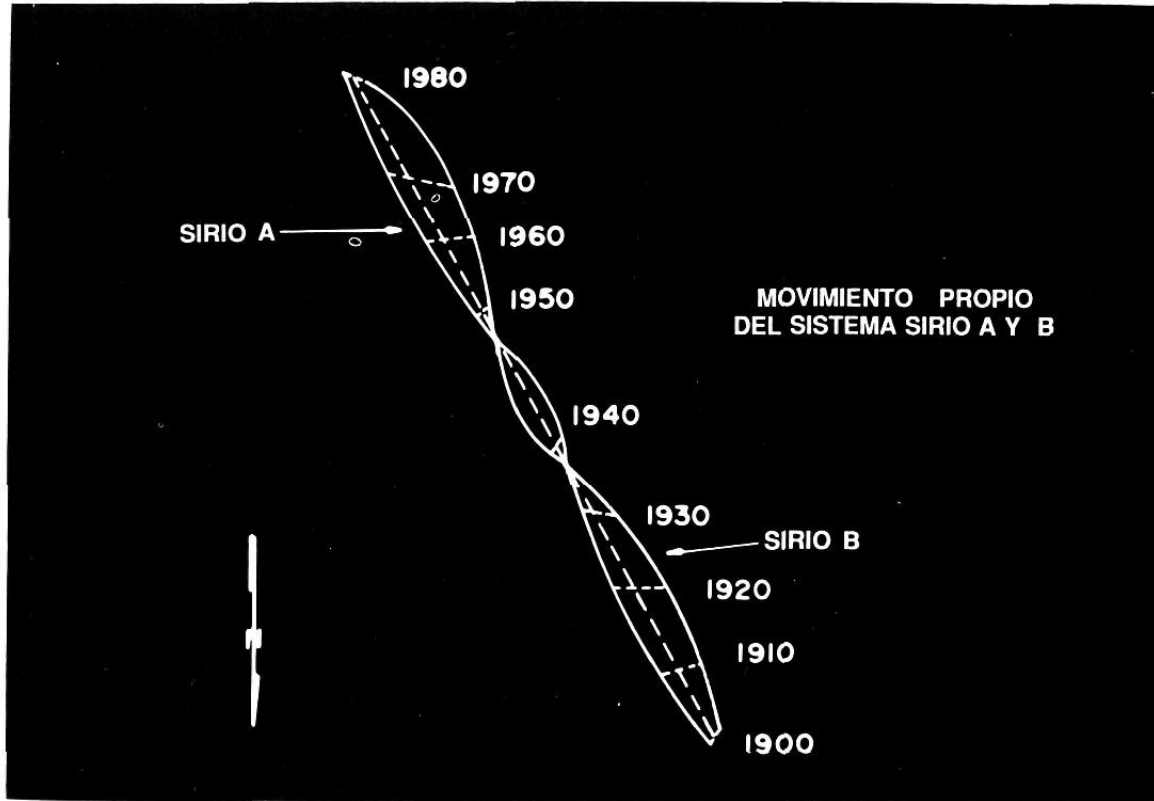 1980
1970
SIRIO A
1960
1950
MOVIMIENTO PROPIO
DEL SISTEMA SIRIO A Y B
1940
1930
SIRIO B
1920
N
1910
1900